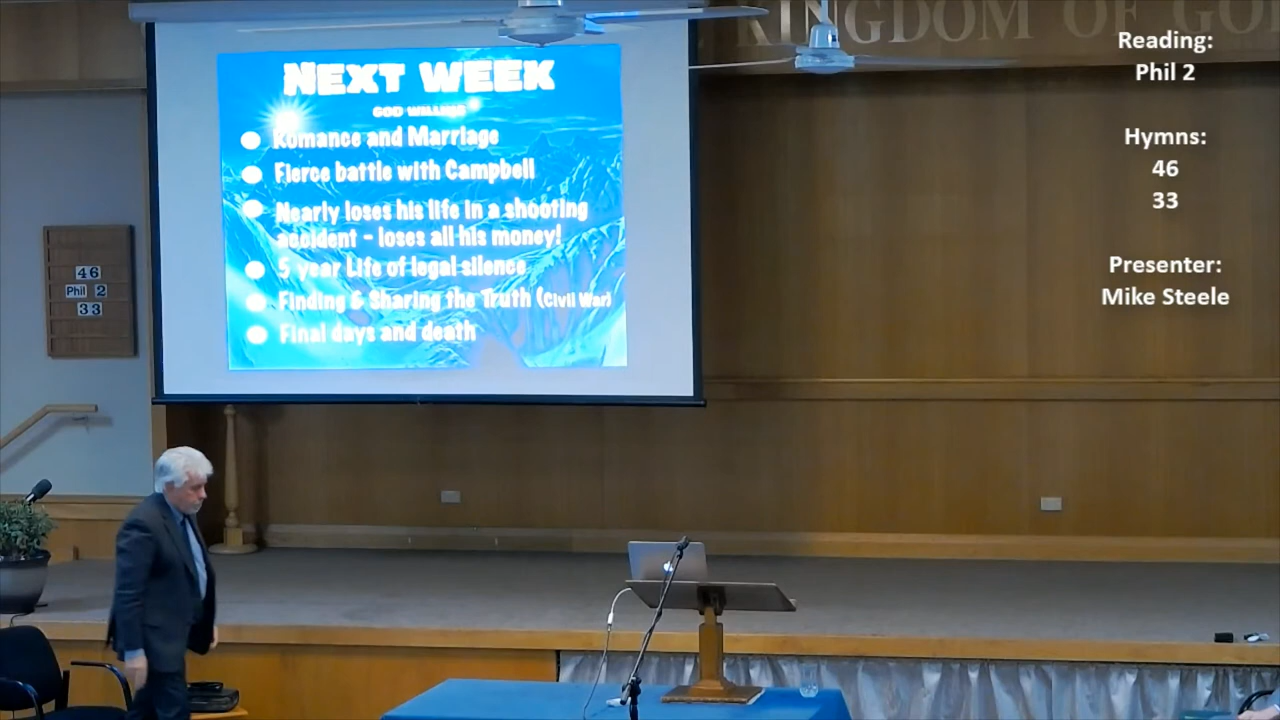 NEXT WEEK
GOD WILLING
Romance and Marriage
Fierce battle with Campbell
Nearly loses his life in a shooting
accident - loses all his money!
5 year Life of legal silence
Finding & Sharing the Truth (Civil War)
Final days and death
KINGDOM OF GO
Reading:
Phil 2
Hymns:
46
33
Presenter:
Mike Steele
46
Phil 2
33